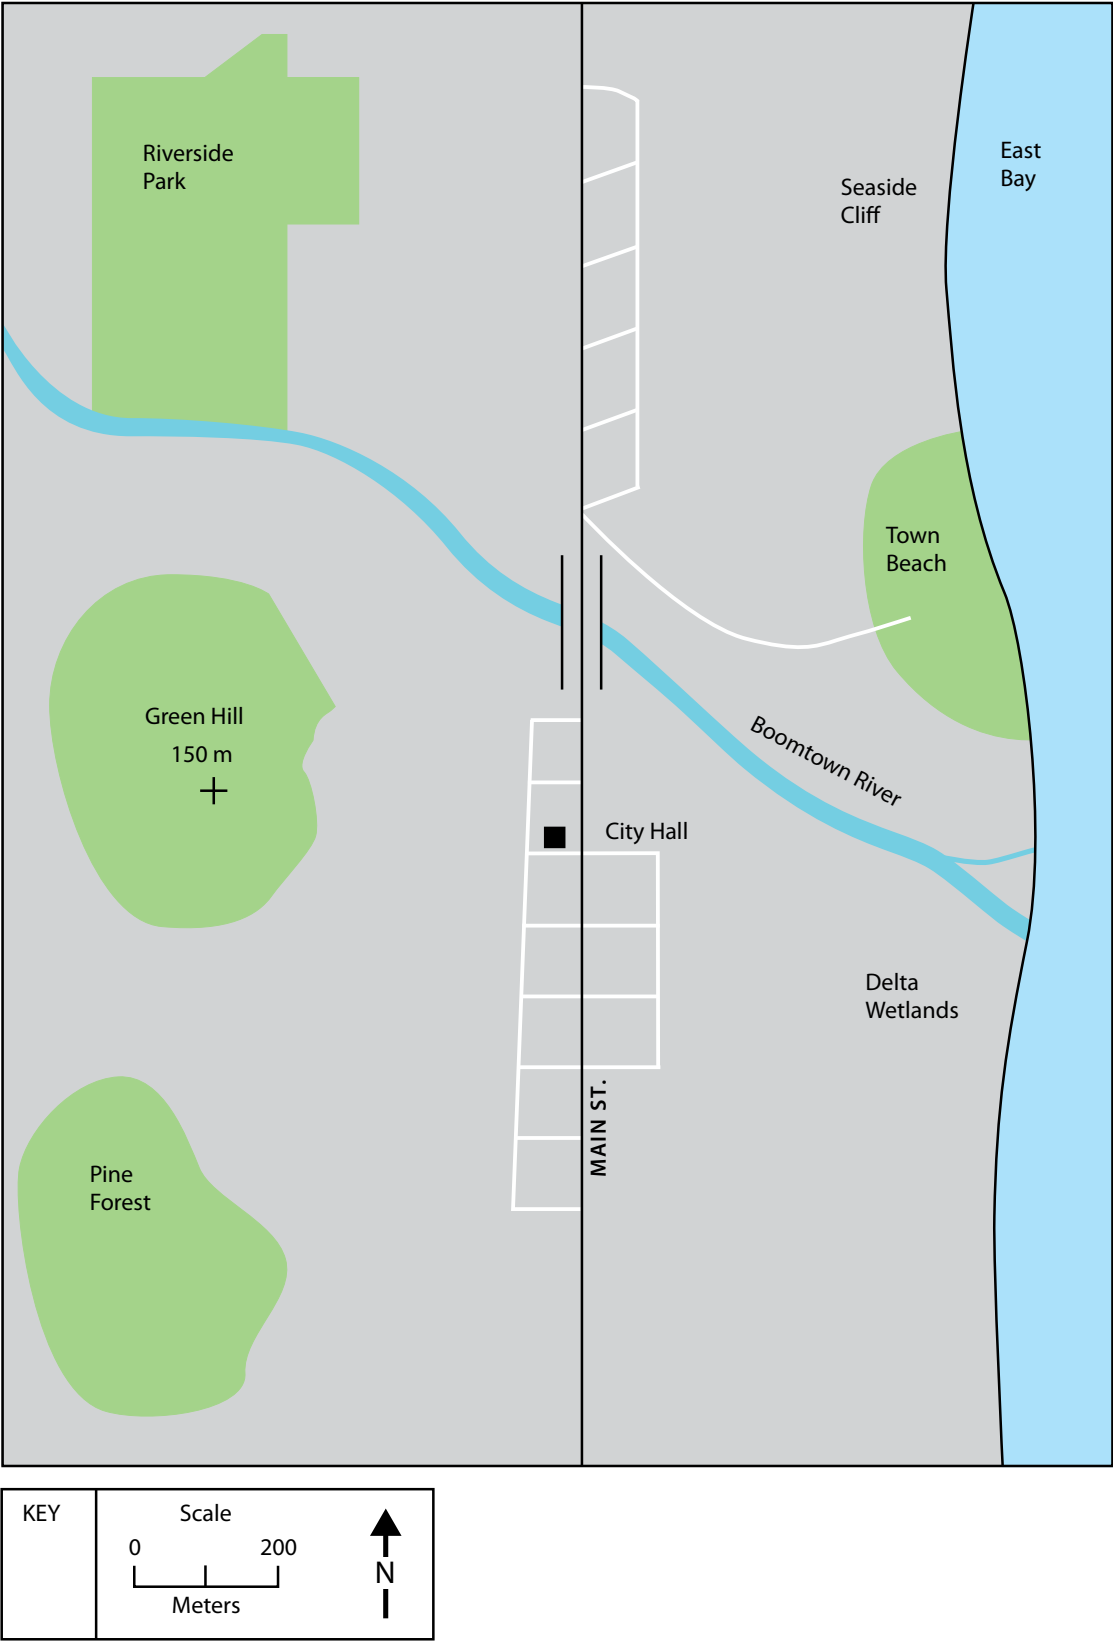 Riverside
Park
East
Bay
Seaside
Cliff
Town
Beach
Green Hill
150 m
Boomtown River
City Hall
Delta
Wetlands
MAIN ST.
Pine
Forest
KEY
Scale
0 200
Meters
N